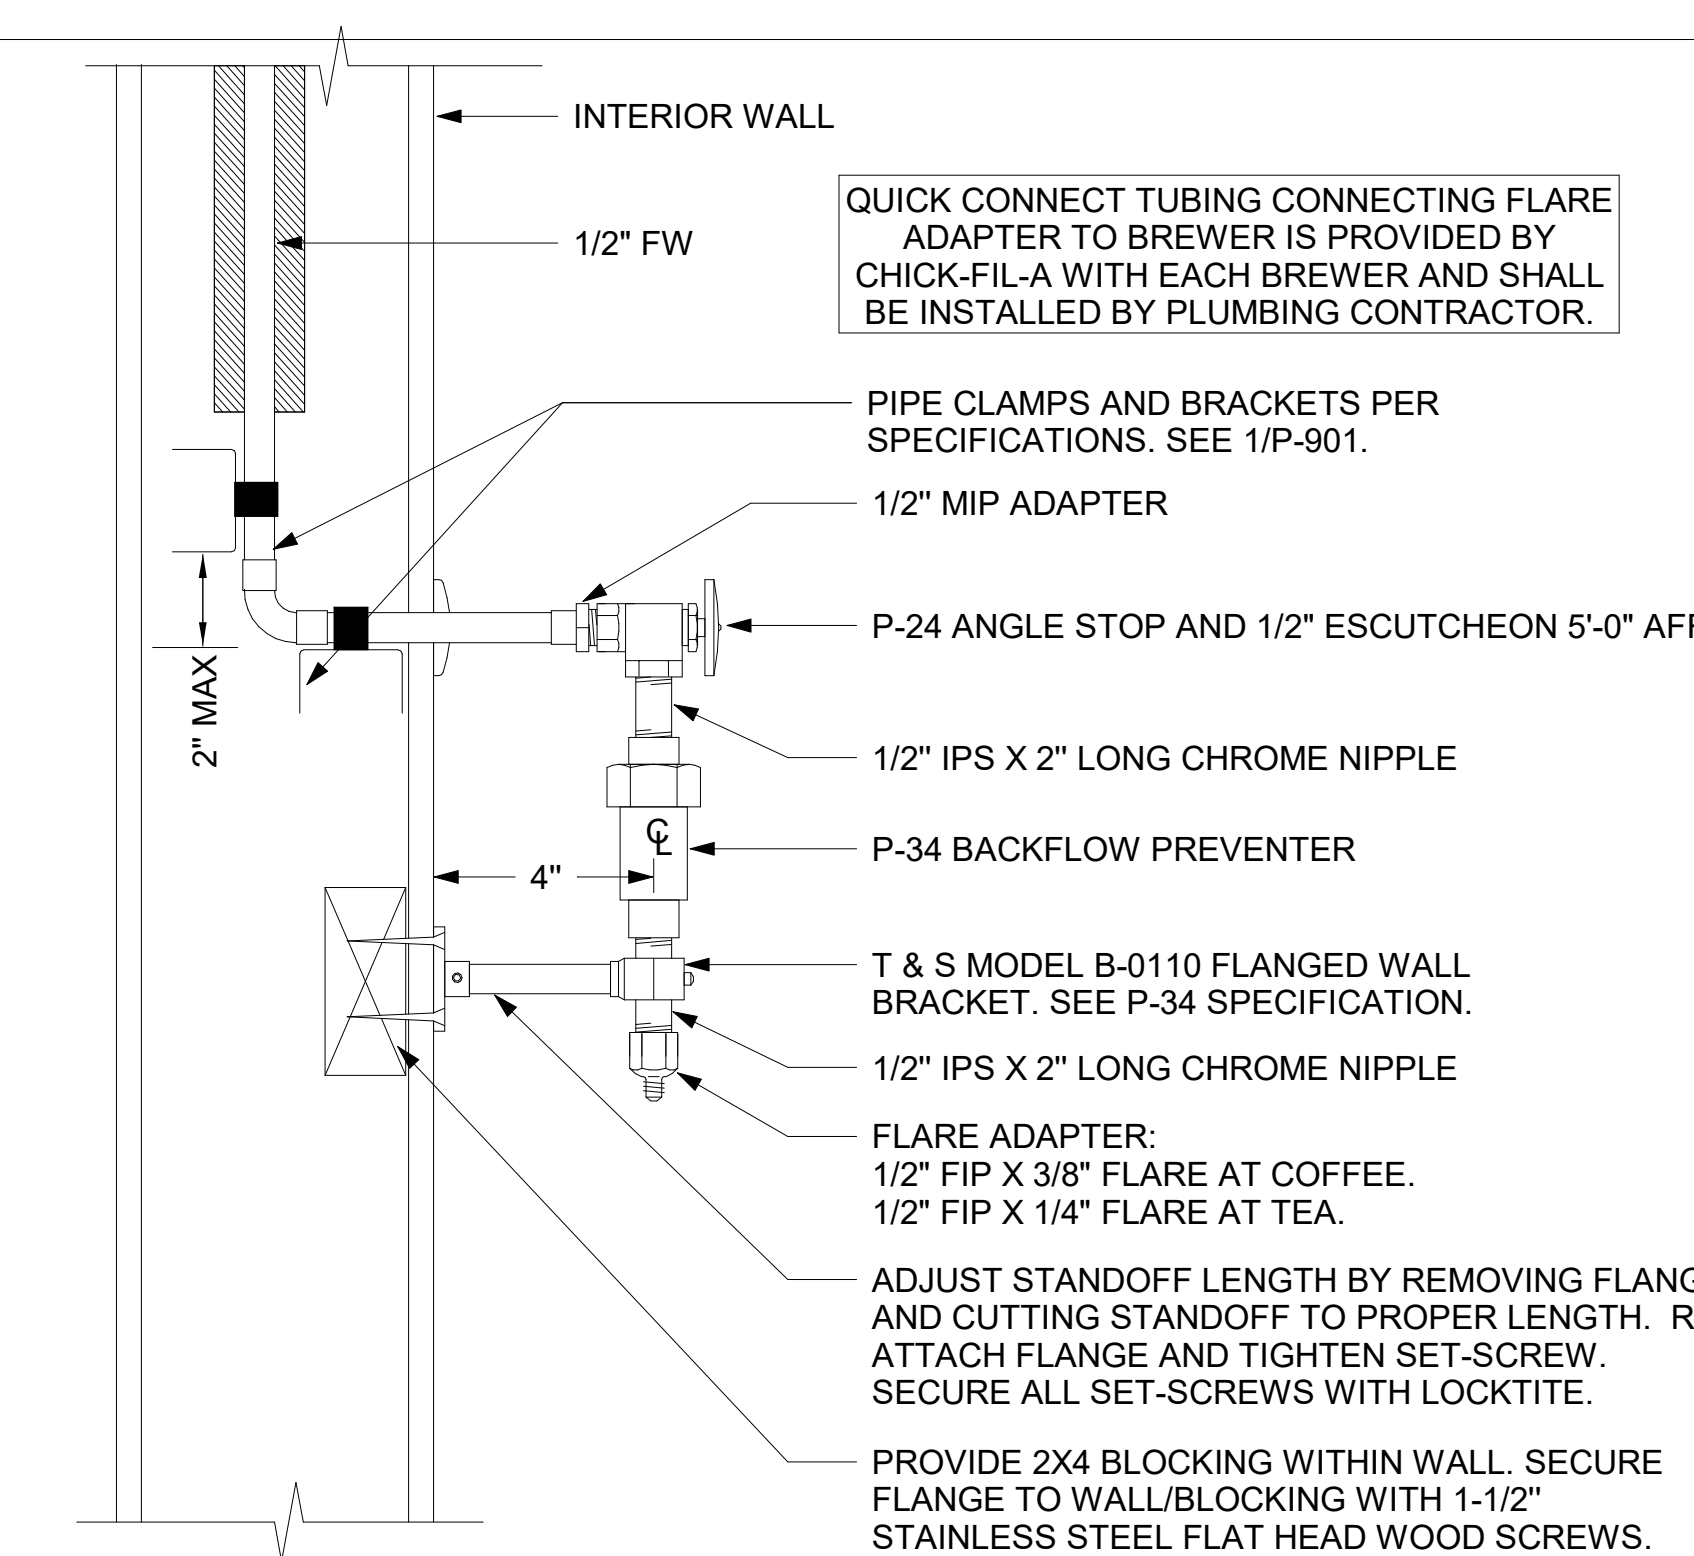 INTERIOR WALL
QUICK CONNECT TUBING CONNECTING FLARE
ADAPTER TO BREWER IS PROVIDED BY
CHICK-FIL-A WITH EACH BREWER AND SHALL
BE INSTALLED BY PLUMBING CONTRACTOR.
1/2" FW
PIPE CLAMPS AND BRACKETS PER
SPECIFICATIONS. SEE 1/P-901.
1/2" MIP ADAPTER
P-24 ANGLE STOP AND 1/2" ESCUTCHEON 5'-0"
2" MAX
1/2" IPS X 2" LONG CHROME NIPPLE
CL
P-34 BACKFLOW PREVENTER
4"
T & S MODEL B-0110 FLANGED WALL
BRACKET. SEE P-34 SPECIFICATION.
1/2" IPS X 2" LONG CHROME NIPPLE
FLARE ADAPTER:
1/2" FIP X 3/8" FLARE AT COFFEE.
1/2" FIP X 1/4" FLARE AT TEA.
ADJUST STANDOFF LENGTH BY REMOVING
AND CUTTING STANDOFF TO PROPER LENGTH.
ATTACH FLANGE AND TIGHTEN SET-SCREW.
SECURE ALL SET-SCREWS WITH LOCKTITE.
PROVIDE 2X4 BLOCKING WITHIN WALL. SECURE
FLANGE TO WALL/BLOCKING WITH 1-1/2"
STAINLESS STEEL FLAT HEAD WOOD SCREWS.